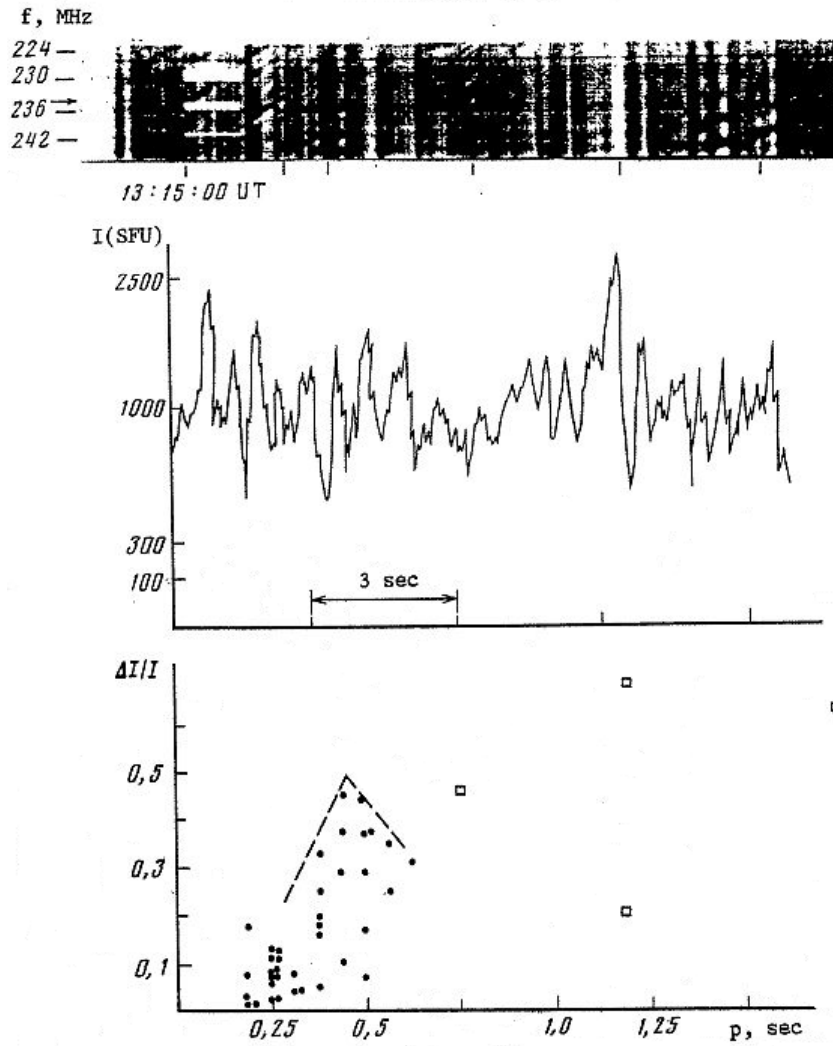 f, MHz
224
230
236
242
13:15:00 UT
I(SFU)
2500
1000
300
100
3 sec
ΔI/I
0,5
0,3
0,1
0,25 0,5 1,0 1,25 p, sec